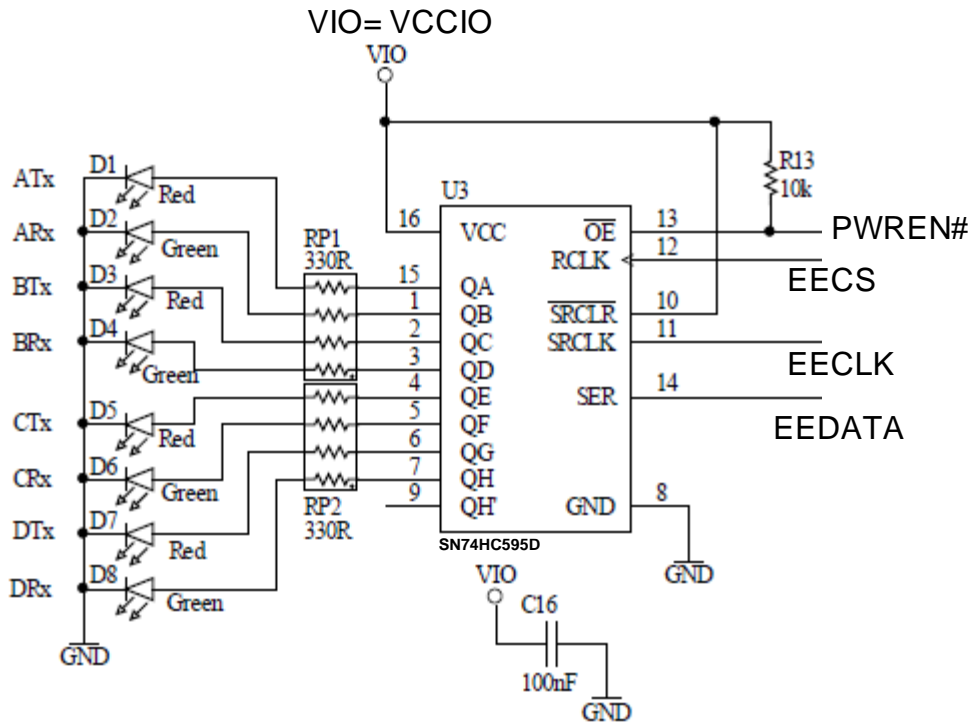 VIO= VCCIO
VIO
R13
10k
U3
ATx D1 Red
ARx D2 Green
BTx D3 Red
BRx D4 Green
CTx D5 Red
CRx D6 Green
DTx D7 Red
DRx D8 Green
GND
RP1
330R
RP2
330R
16 VCC OE 13 PWREN#
RCLK 12 EECS
15 QA
1 QB SRCLR 10
2 QC SRCLK 11 EECLK
3 QD
4 QE SER 14 EEDATA
5 QF
6 QG
7 QH
9 QH' GND 8
SN74HC595D
GND
VIO
C16
100nF
GND